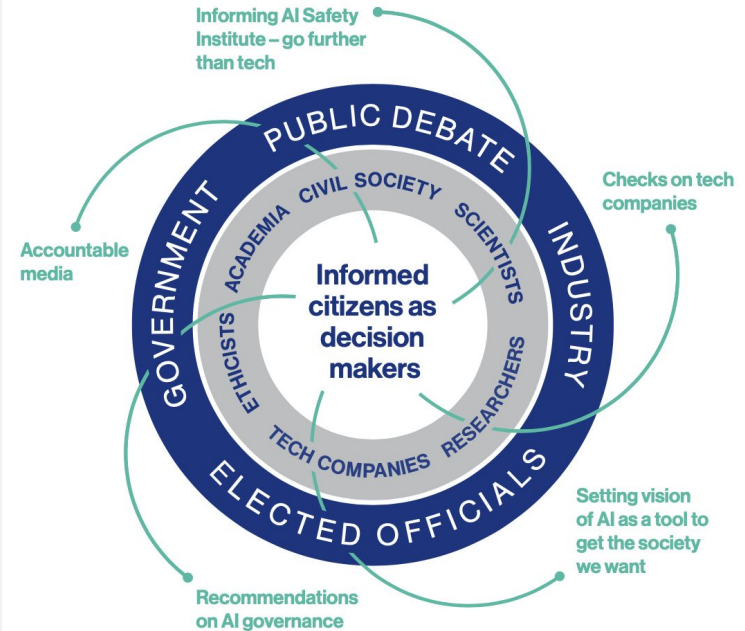 Informing AI Safety
Institute – go further
than tech
PUBLIC DEBATE
Checks on tech
companies
Accountable
media
GOVERNMENT
INDUSTRY
ELECTED OFFICIALS
CIVIL SOCIETY
SCIENTISTS
RESEARCHERS
TECH COMPANIES
ETHICISTS
ACADEMIA
Informed
citizens as
decision
makers
Setting vision
of AI as a tool to
get the society
we want
Recommendations
on AI governance